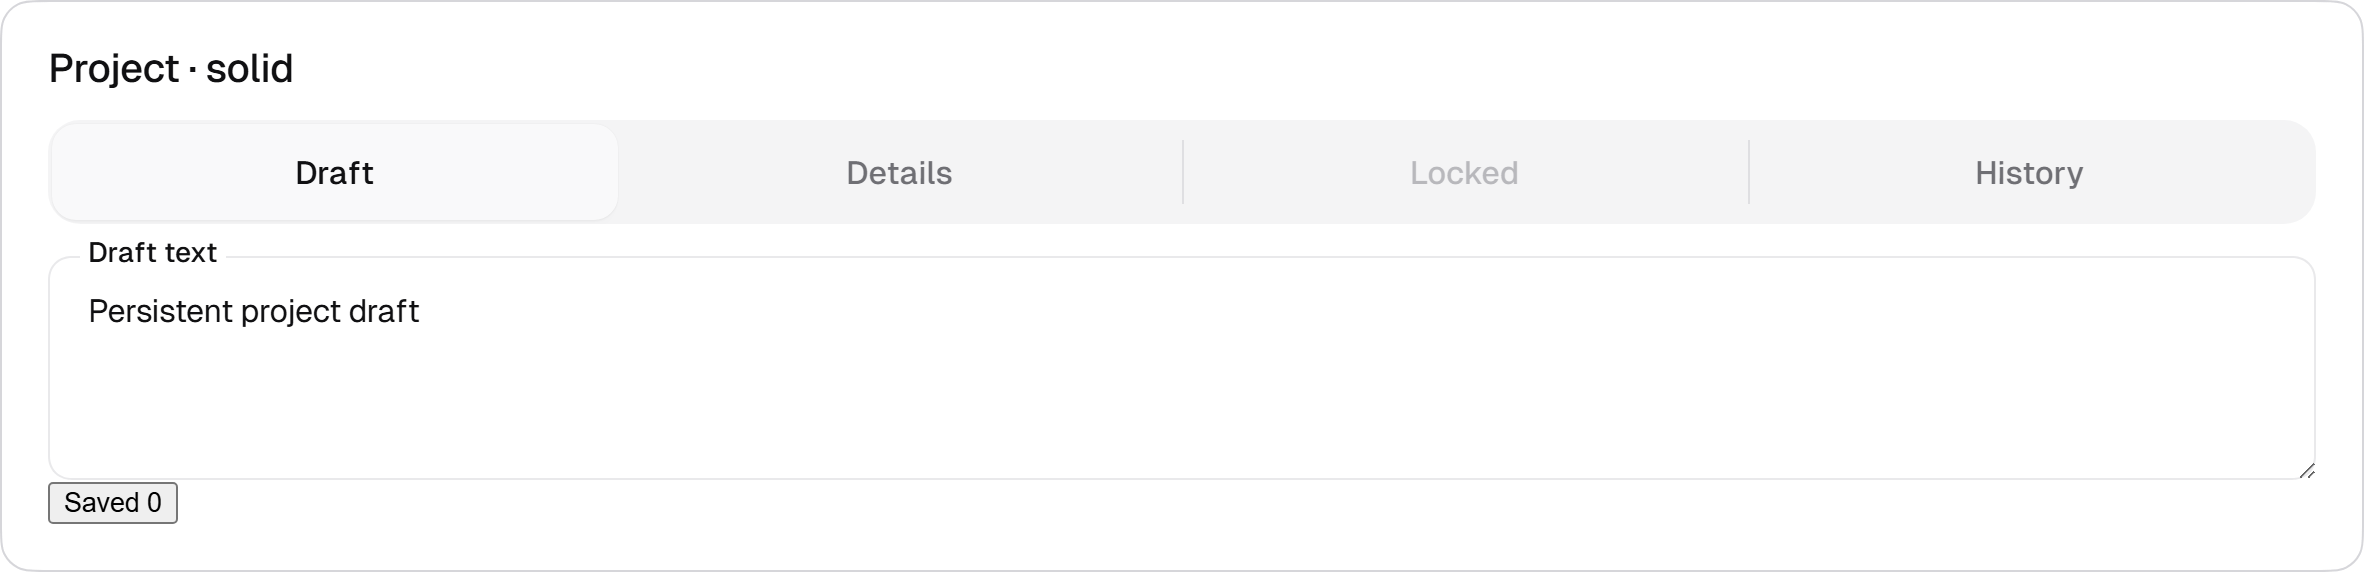 Project · solid
Draft
Details
Locked
History
Draft text
Persistent project draft
Saved 0